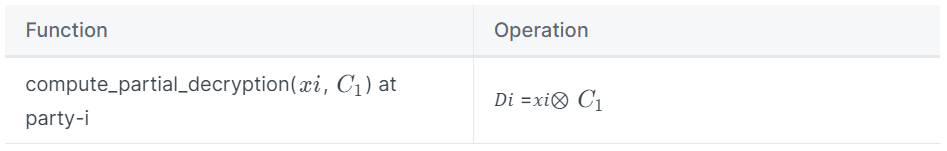 Function Operation
compute_partial_decryption(xi, C₁) at
party-i
Di =xi⊗ C₁